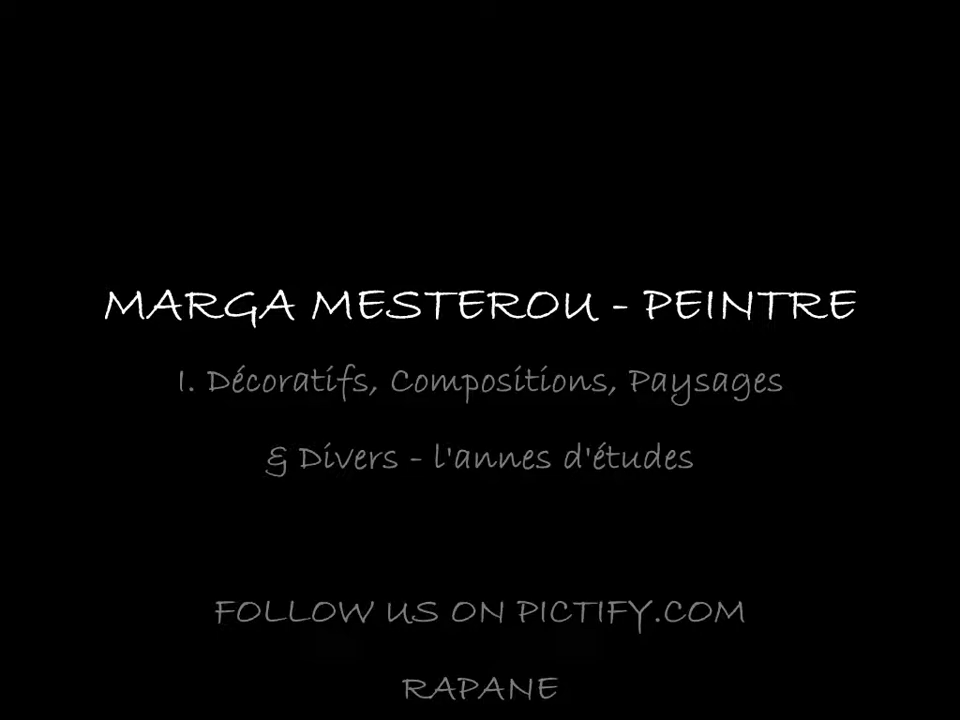 MARGA MESTEROU - PEINTRE
I. Décoratifs, Compositions, Paysages
& Divers - l'annes d'études
FOLLOW US ON PICTIFY.COM
RAPANE